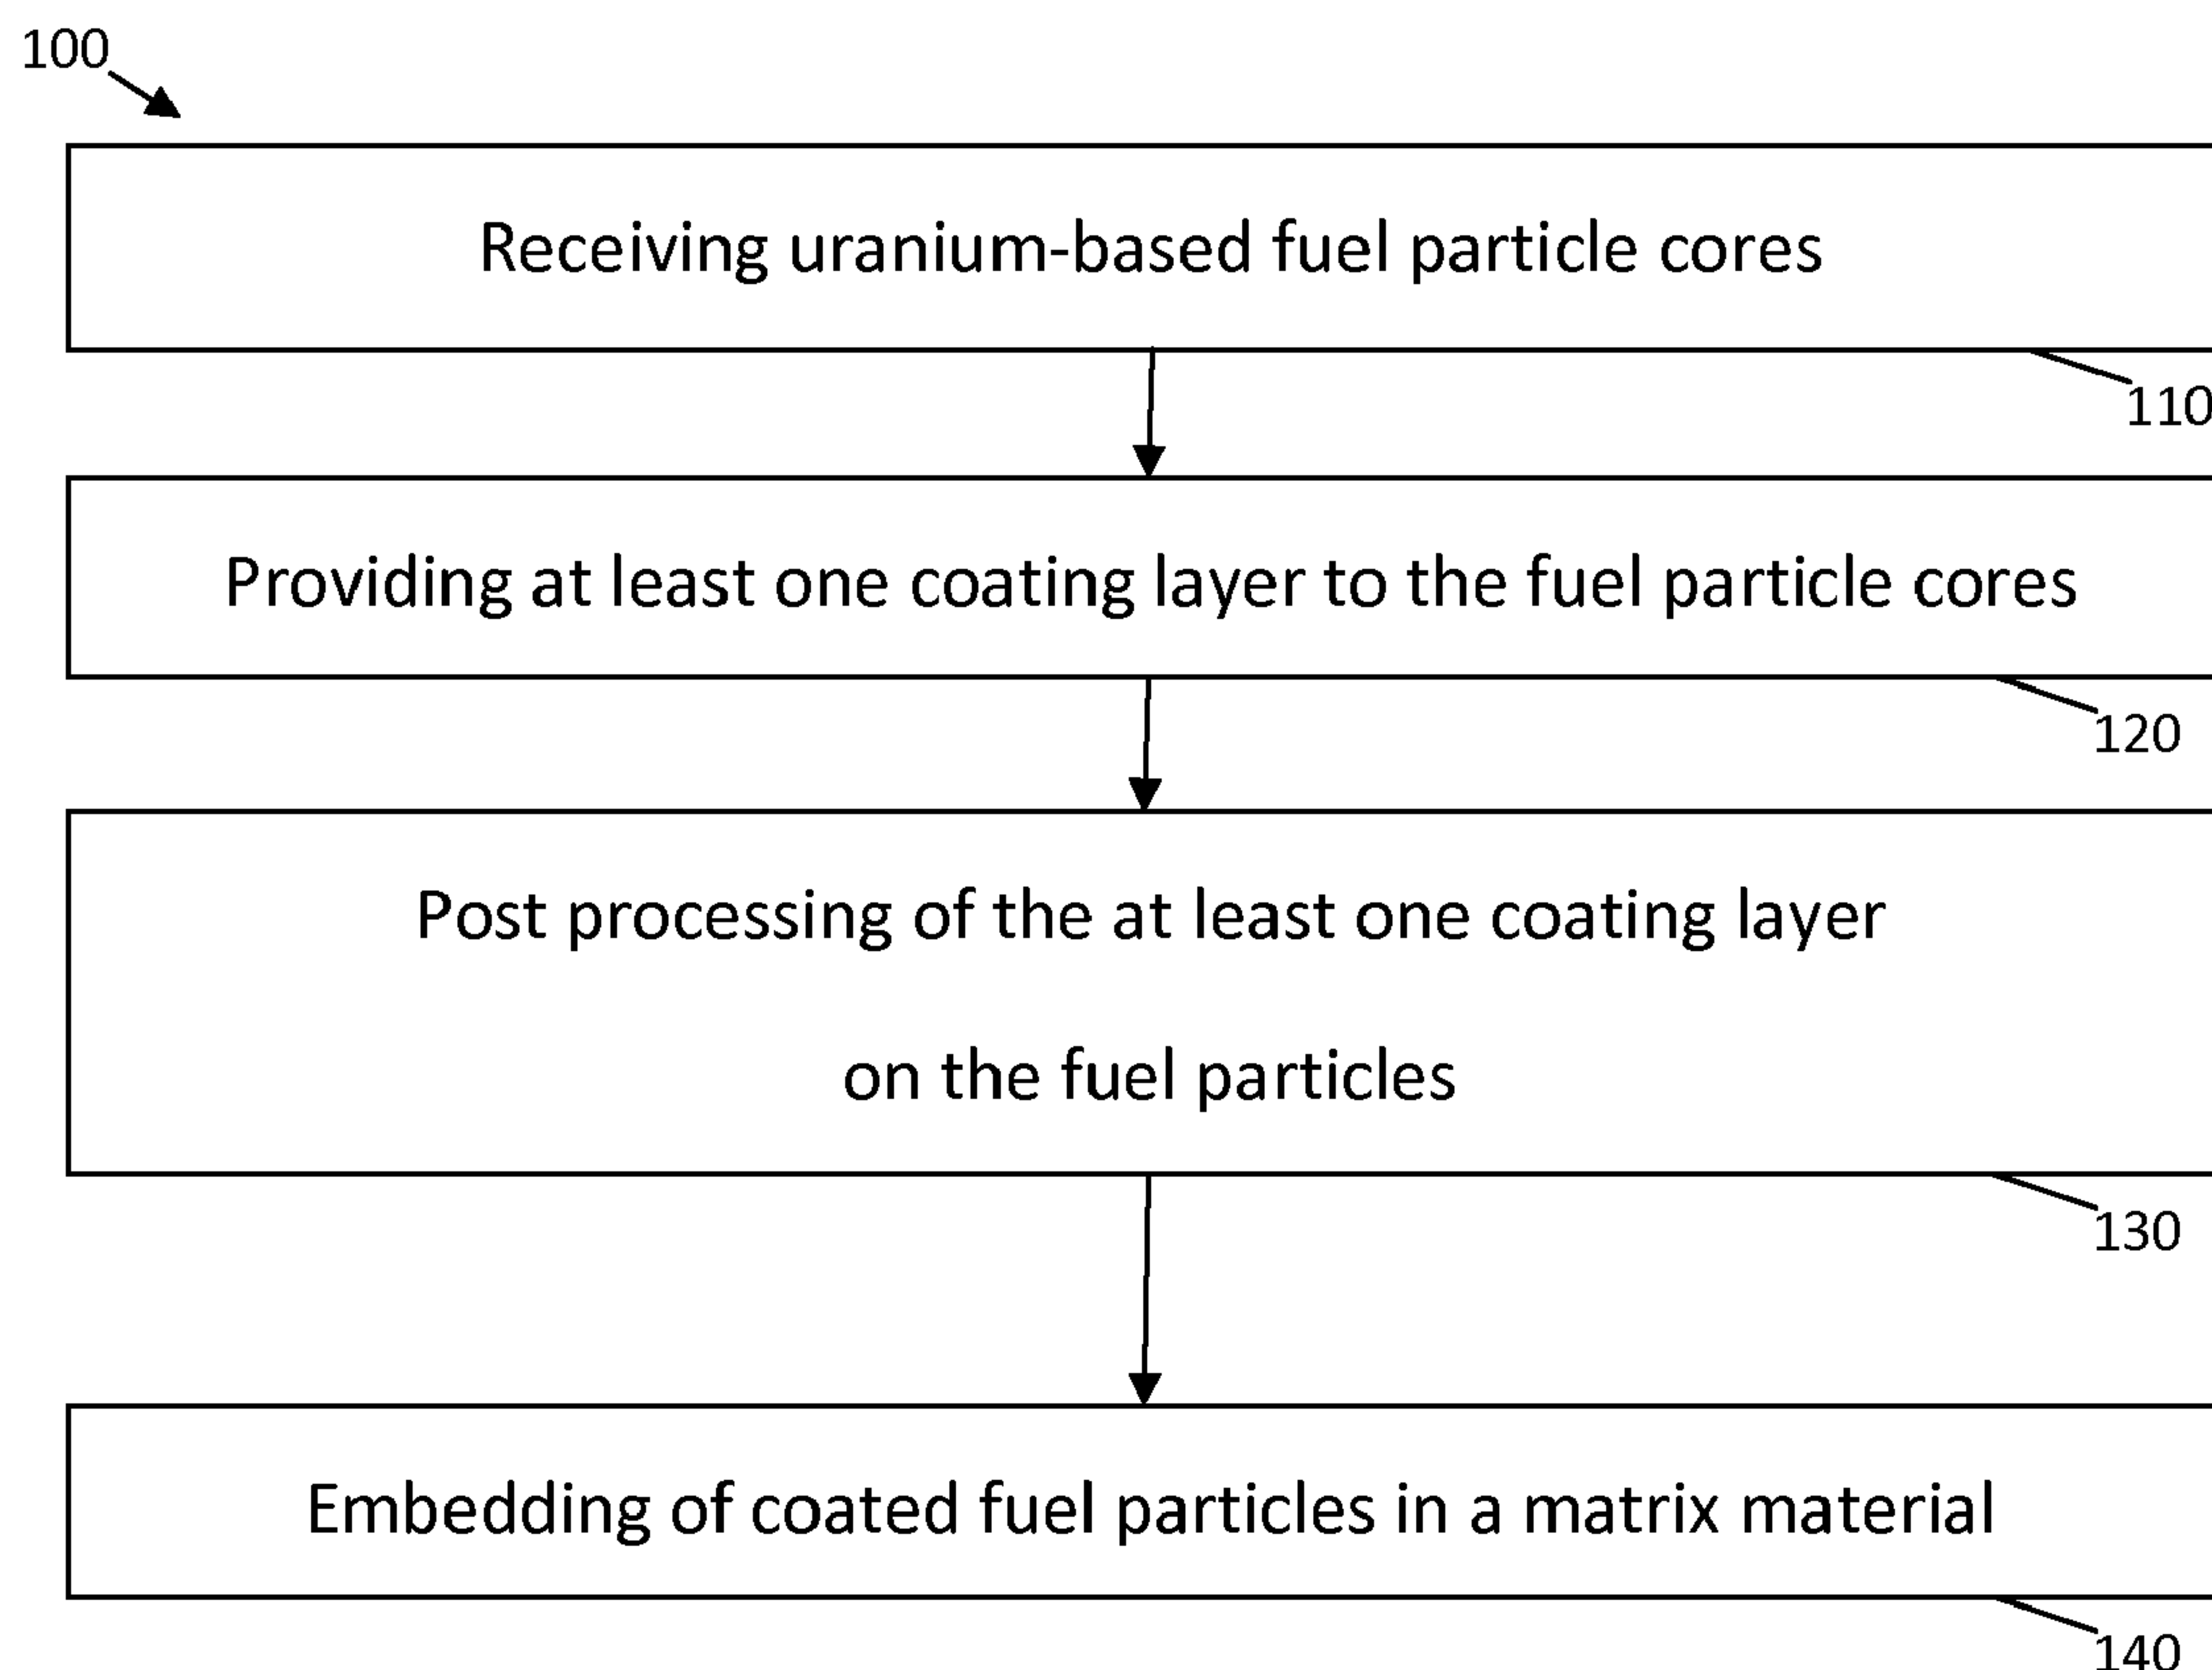 100
Receiving uranium-based fuel particle cores
110
Providing at least one coating layer to the fuel particle cores
120
Post processing of the at least one coating layer
on the fuel particles
130
Embedding of coated fuel particles in a matrix material
140